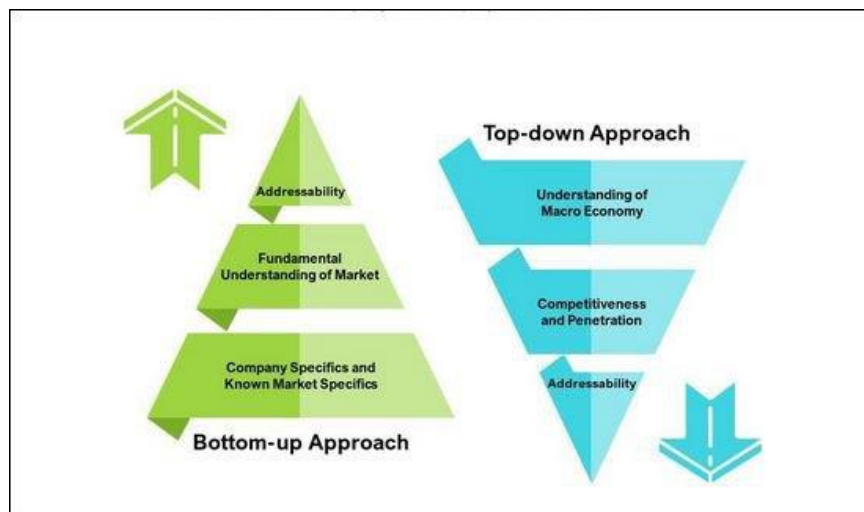 Addressability
Fundamental
Understanding of Market
Company Specifics and
Known Market Specifics
Bottom-up Approach
Top-down Approach
Understanding of
Macro Economy
Competitiveness
and Penetration
Addressability